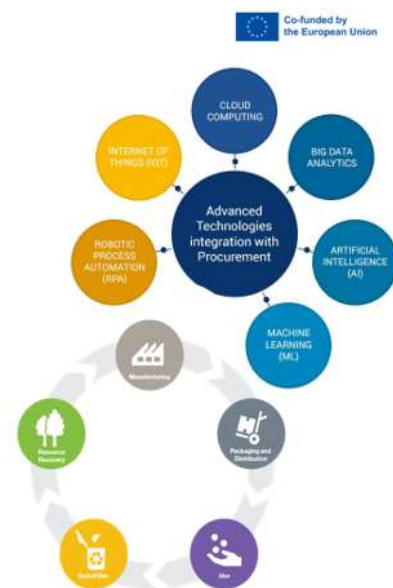 Co-funded by
the European Union
CLOUD
COMPUTING
INTERNET OF
THINGS (IOT)
BIG DATA
ANALYTICS
Advanced
Technologies
integration with
Procurement
ROBOTIC
PROCESS
AUTOMATION
(RPA)
ARTIFICIAL
INTELLIGENCE
(AI)
MACHINE
LEARNING
(ML)
Manufacturing
Resource
Recovery
Packaging and
Distribution
End of Use
Use